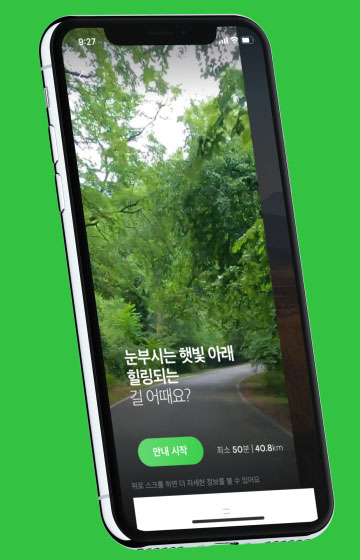 9:27
눈부시는 햇빛 아래
힐링되는
길 어때요?
안내 시작
최소 50분 | 40.8km
위로 스크롤 하면 더 자세한 정보를 볼 수 있어요